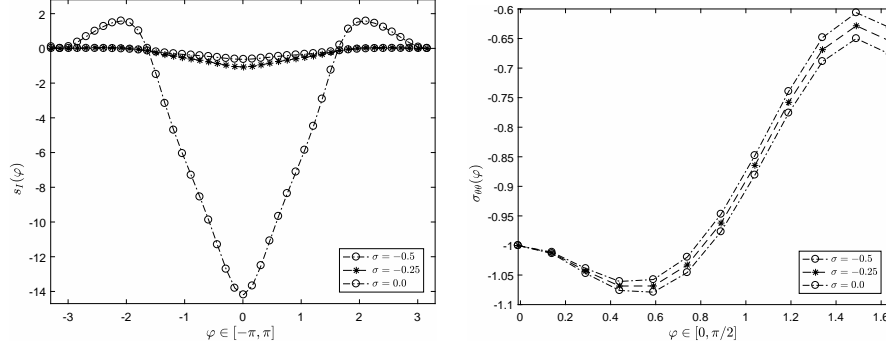 2
0
-2
-4
-6
-8
-10
-12
-14
-3 -2 -1 0 1 2 3
s_I(φ)
φ ∈ [−π, π]
σ = −0.5
σ = −0.25
σ = 0.0
-0.6
-0.65
-0.7
-0.75
-0.8
-0.85
-0.9
-0.95
-1
-1.05
-1.1
0 0.2 0.4 0.6 0.8 1 1.2 1.4 1.6
σ_θθ(φ)
φ ∈ [0, π/2]
σ = −0.5
σ = −0.25
σ = 0.0